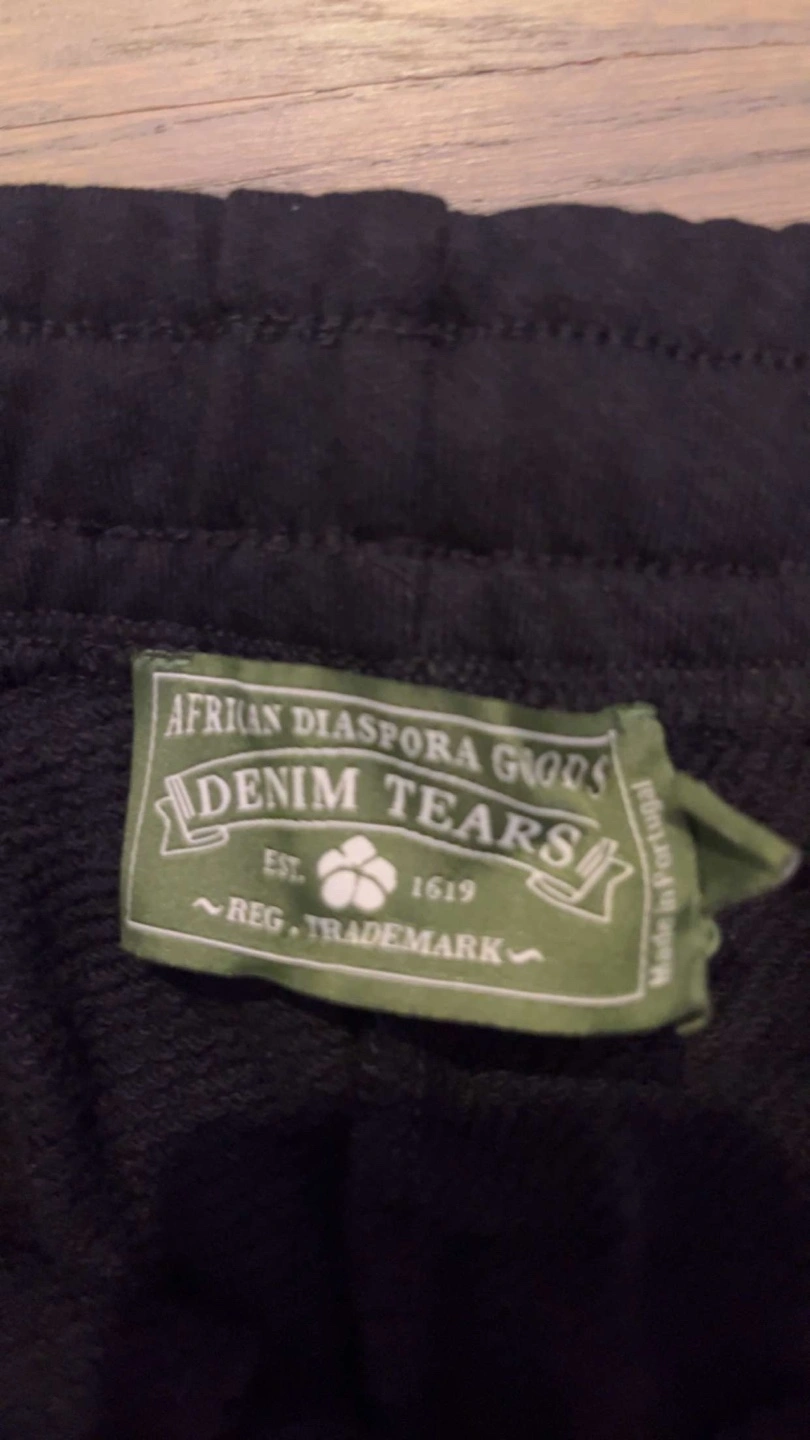 AFRICAN DIASPORA GOODS
DENIM TEARS
EST. 1619
~REG. TRADEMARK~
Made in Portugal